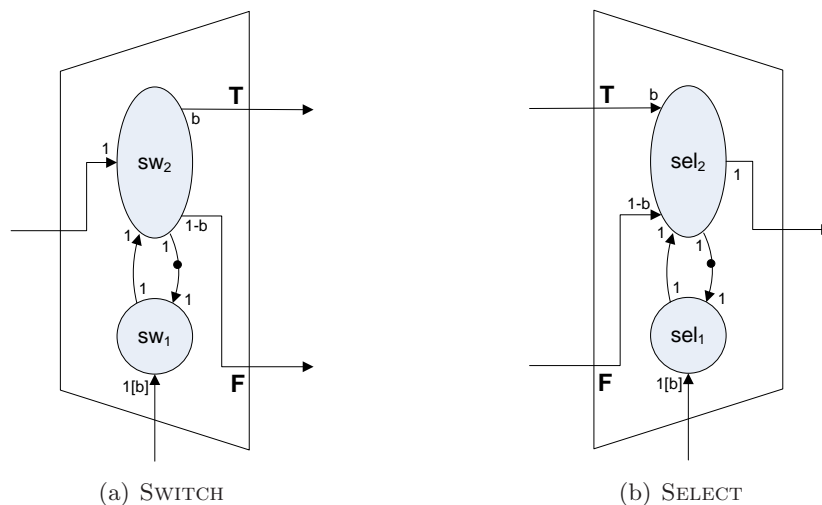 T
b
1
sw₂
1-b
1
1
1
1
sw₁
1[b]
F
(a) SWITCH
T
b
sel₂
1
1-b
1
1
1
1
sel₁
F
1[b]
(b) SELECT